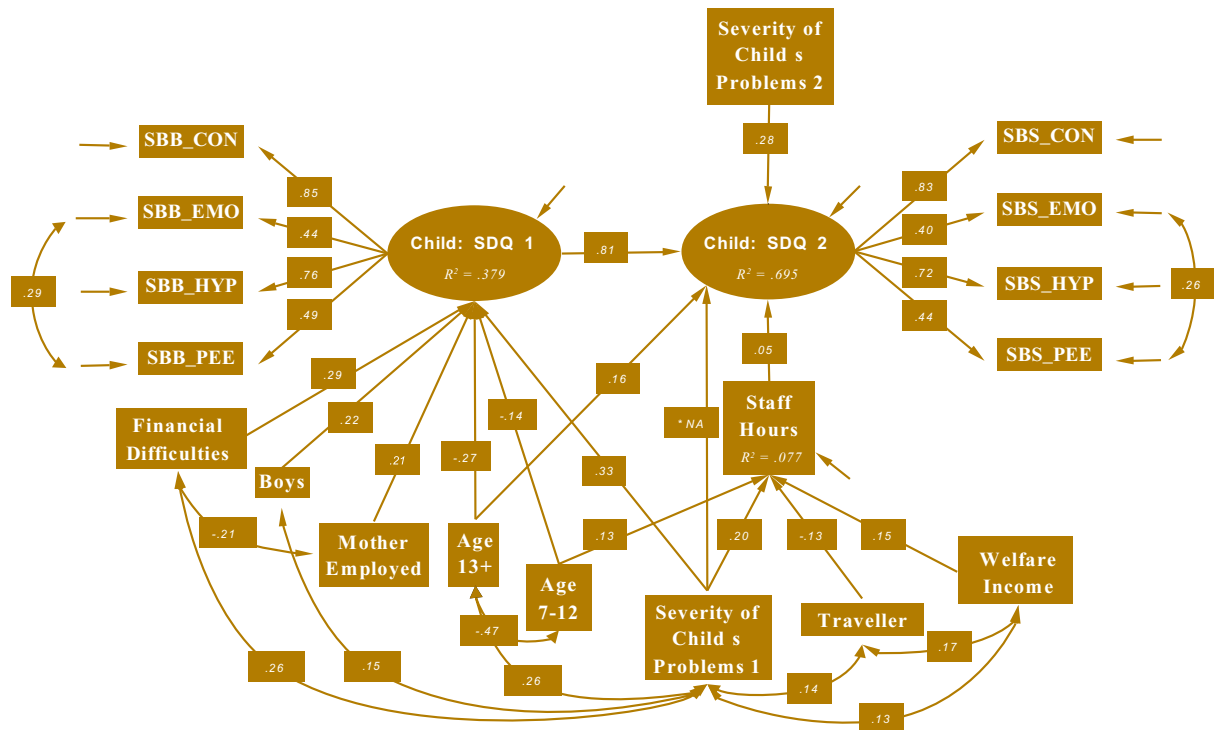 Severity of
Child s
Problems 2
.28
SBB_CON
SBB_EMO
SBB_HYP
SBB_PEE
.29
.85
.44
.76
.49
Child: SDQ 1
R² = .379
.81
Child: SDQ 2
R² = .695
.83
.40
.72
.44
SBS_CON
SBS_EMO
SBS_HYP
SBS_PEE
.26
.29
.22
.21
-.27
-.14
.33
.16
* NA
.05
Staff
Hours
R² = .077
Financial
Difficulties
Boys
-.21
Mother
Employed
Age
13+
Age
7-12
.13
.20
-.13
.15
Welfare
Income
Severity of
Child s
Problems 1
Traveller
-.47
.26
.15
.26
.14
.17
.13